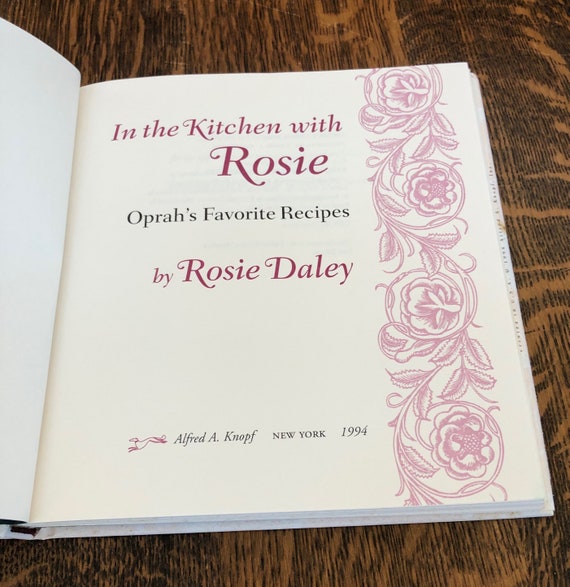 In the Kitchen with
Rosie
Oprah's Favorite Recipes
by Rosie Daley
Alfred A. Knopf NEW YORK 1994